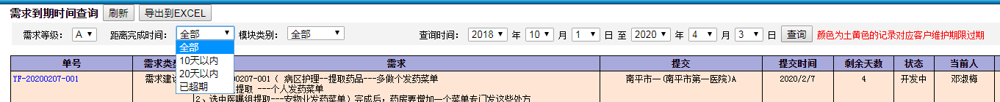 需求到期时间查询 刷新 导出到EXCEL
需求等级: A 距离完成时间: 全部 模块类别: 全部 查询时间: 2018 年 10 月 1 日 至 2020 年 4 月 3 日 查询 颜色为土黄色的记录对应客户维护期限过期
全部
10天以内
20天以内
已超期
单号 需求类 需求 提交 提交时间 剩余天数 状态 当前人
YF-20200207-001 需求建议 00207-001 ( 病区护理--提取药品---多做个发药菜单 南平市一(南平市第一医院)A 2020/2/7 4 开发中 邓淑梅
提取 ---个人发药菜单
2、选中医嘱组提取---安物业发药菜单) 完成后，药房要增加一个菜单专门发这些处方